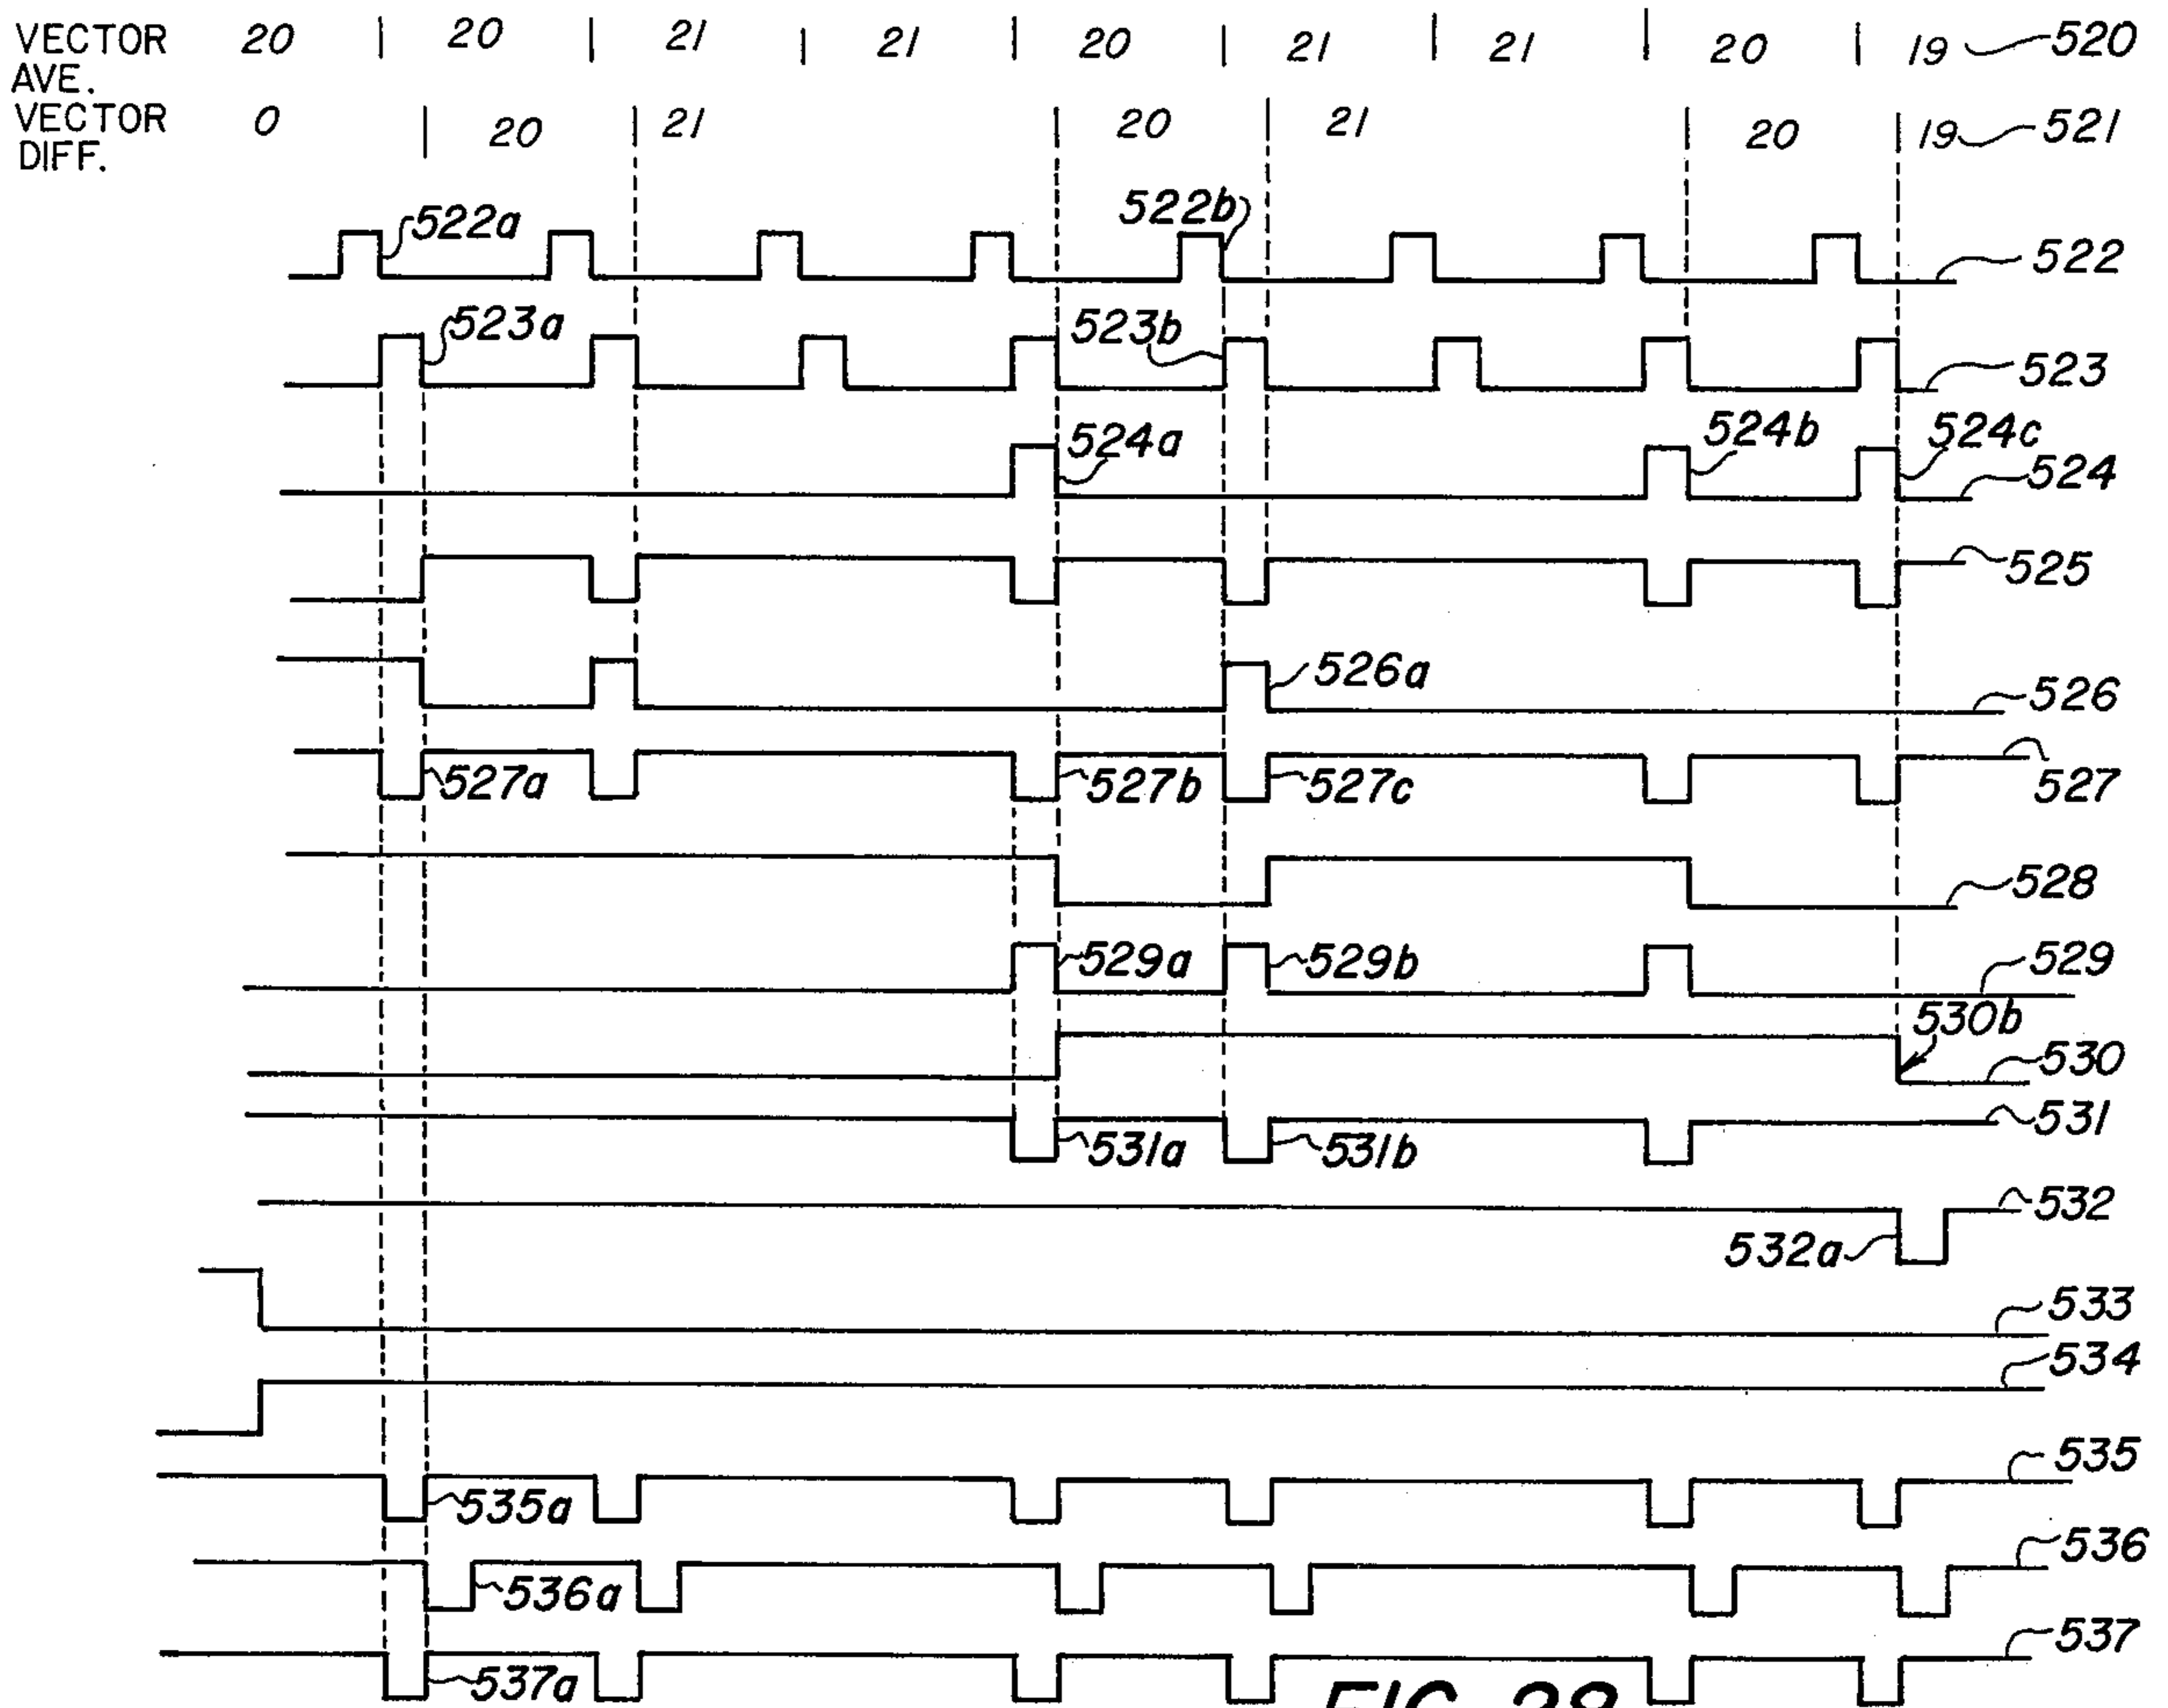 VECTOR AVE. 20 | 20 | 21 | 21 | 20 | 21 | 21 | 20 | 19 520
VECTOR DIFF. 0 | 20 | 21 | 20 | 21 | 20 | 19 521
522a 522b 522
523a 523b 523
524a 524b 524c 524
525
526a 526
527a 527b 527c 527
528
529a 529b 529
530b 530
531a 531b 531
532a 532
533
534
535a 535
536a 536
537a 537
FIG. 28